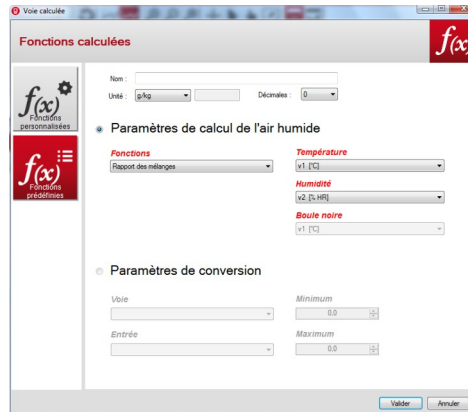 Voie calculée
Fonctions calculées
f(x)
f(x)
Fonctions
personnalisées
f(x)
Fonctions
prédéfinies
Nom :
Unité : g/kg Décimales : 0
Paramètres de calcul de l'air humide
Fonctions Température
Rapport des mélanges v1 [°C]
Humidité
v2 [% HR]
Boule noire
v1 [°C]
Paramètres de conversion
Voie Minimum
0,0
Entrée Maximum
0,0
Valider Annuler